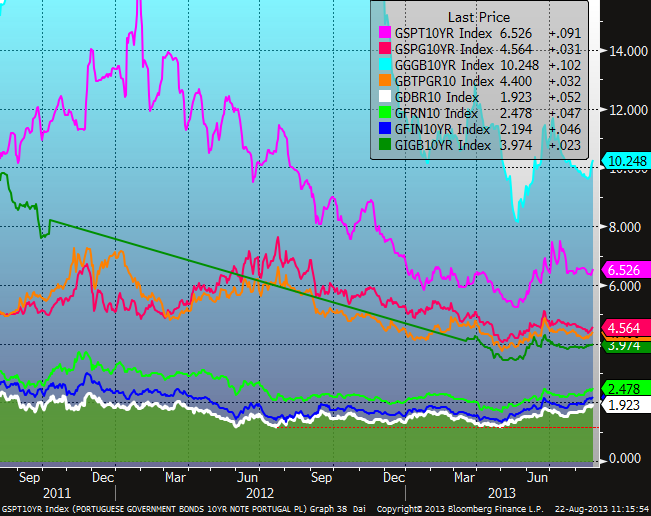 Last Price
GSPT10YR Index 6.526 +.091
GSPG10YR Index 4.564 +.031
GGGB10YR Index 10.248 +.102
GBTPGR10 Index 4.400 +.032
GDBR10 Index 1.923 +.052
GFRN10 Index 2.478 +.047
GFIN10YR Index 2.194 +.046
GIGB10YR Index 3.974 +.023
14.000
12.000
10.248
8.000
6.526
6.000
4.564
3.974
2.478
1.923
0.000
Sep Dec Mar Jun Sep Dec Mar Jun
2011 2012 2013
GSPT10YR Index (PORTUGUESE GOVERNMENT BONDS 10YR NOTE PORTUGAL PL) Graph 38 Dai Copyright© 2013 Bloomberg Finance L.P. 22-Aug-2013 11:15:54